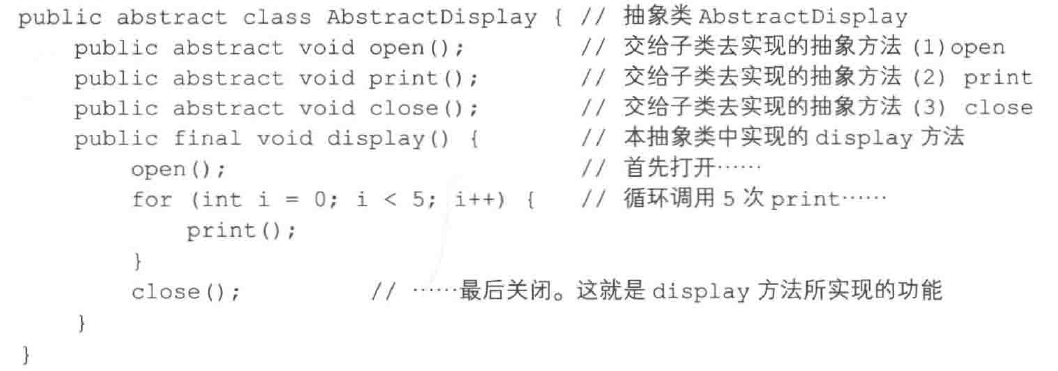 public abstract class AbstractDisplay { // 抽象类 AbstractDisplay
    public abstract void open();        // 交给子类去实现的抽象方法 (1)open
    public abstract void print();       // 交给子类去实现的抽象方法 (2) print
    public abstract void close();       // 交给子类去实现的抽象方法 (3) close
    public final void display() {       // 本抽象类中实现的 display 方法
        open();                         // 首先打开……
        for (int i = 0; i < 5; i++) {   // 循环调用 5 次 print……
            print();
        }
        close();            // ……最后关闭。这就是 display 方法所实现的功能
    }
}